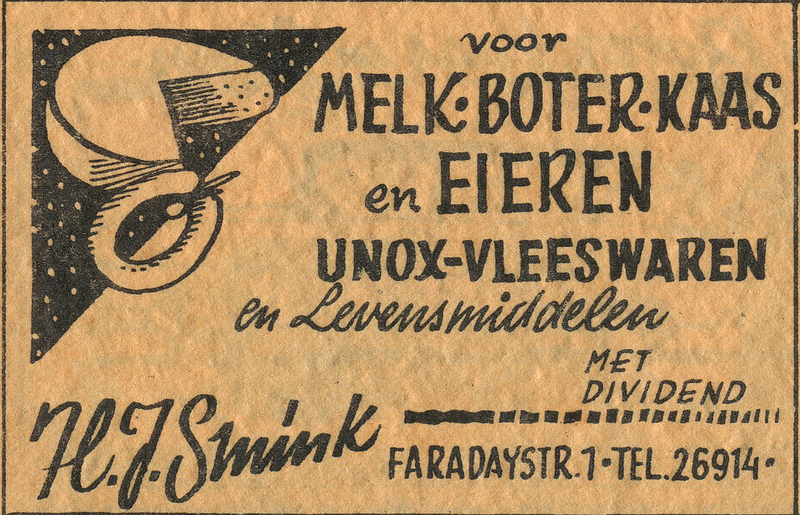 voor
MELK·BOTER·KAAS
en EIEREN
UNOX-VLEESWAREN
en Levensmiddelen
MET
DIVIDEND
H.J. Smink
FARADAYSTR.1·TEL.26914·